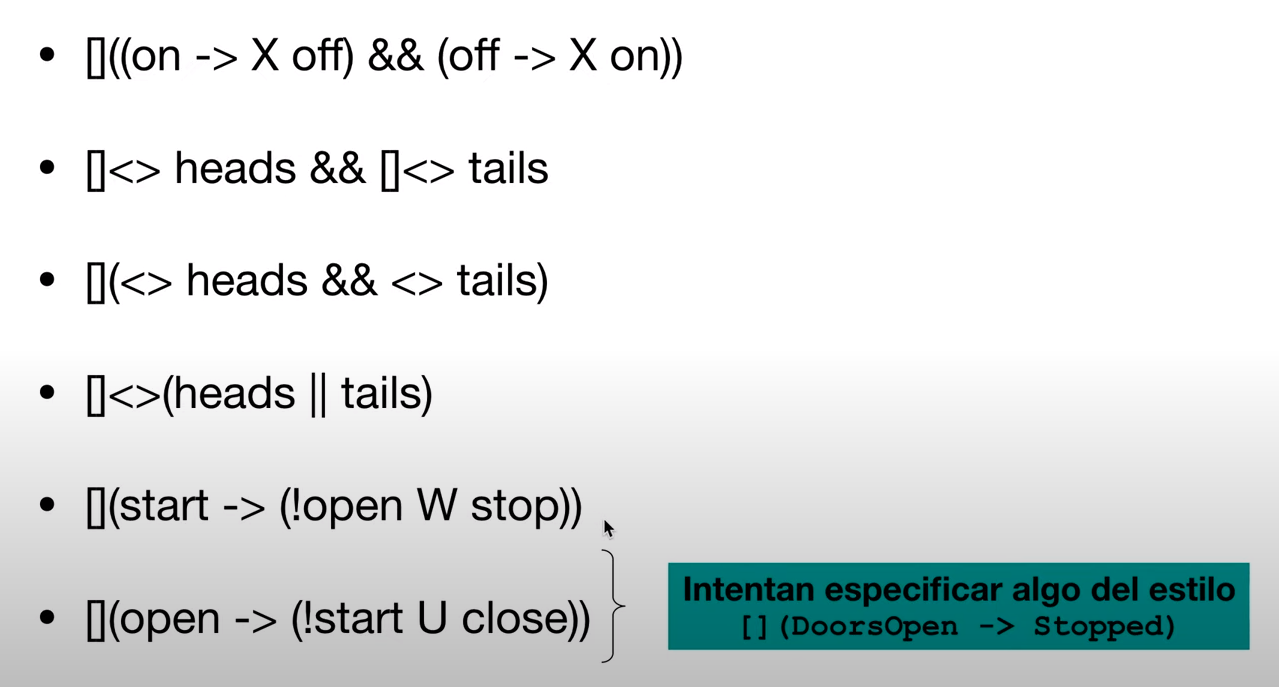 • []((on -> X off) && (off -> X on))
• []<> heads && []<> tails
• [](<> heads && <> tails)
• []<>(heads || tails)
• [](start -> (!open W stop))
• [](open -> (!start U close))
Intentan especificar algo del estilo
[](DoorsOpen -> Stopped)